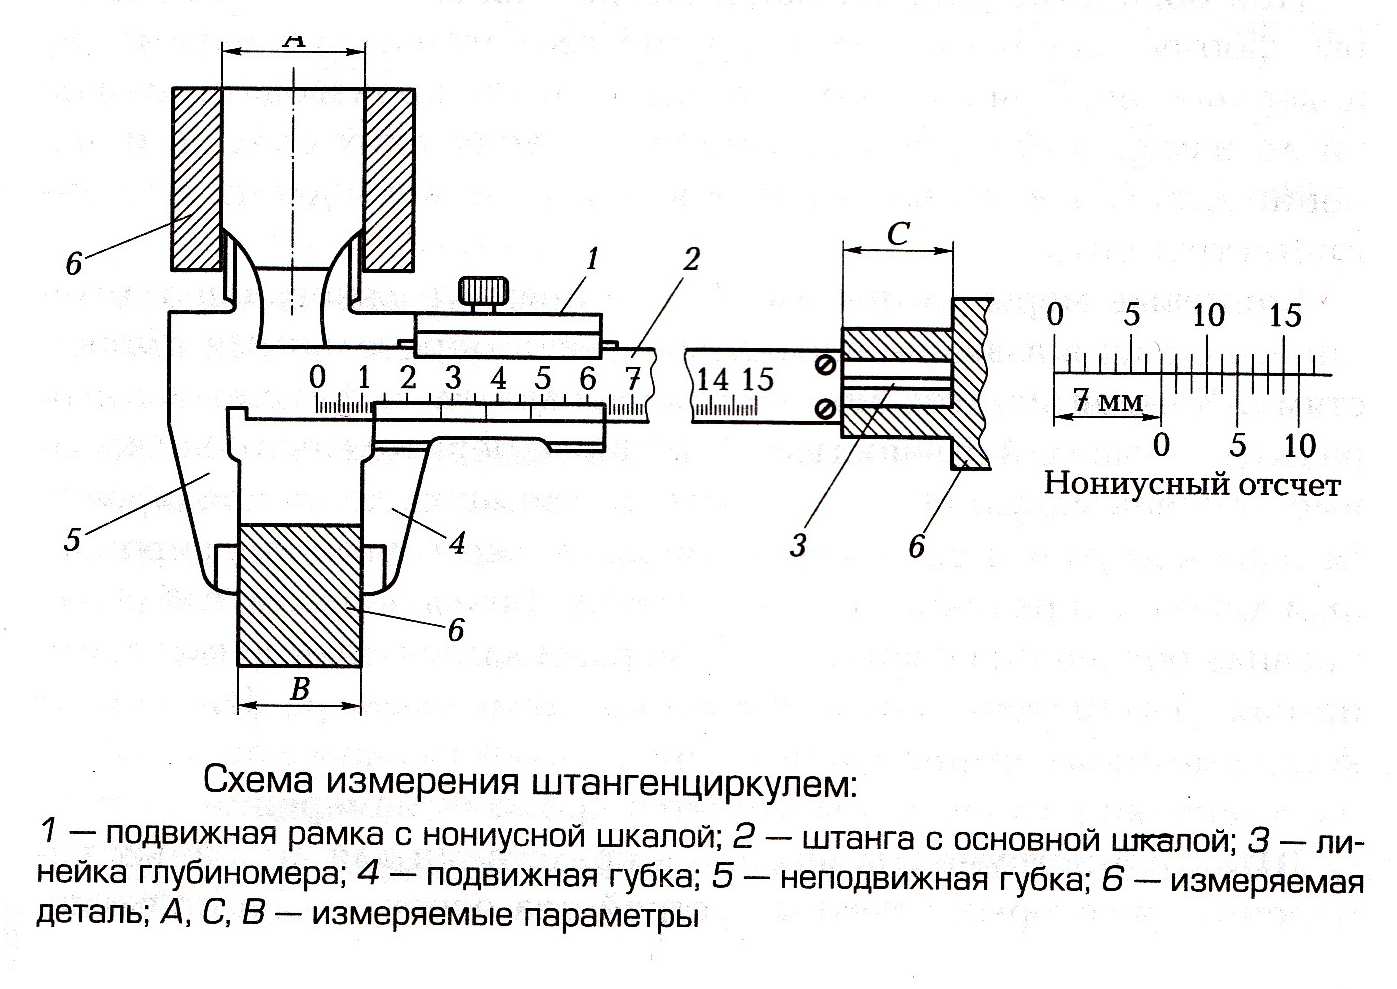 A
6
1
2
C
0 5 10 15
0 1 2 3 4 5 6 7 14 15
7 мм
0 5 10
Нониусный отсчет
5
4
3
6
6
B
Схема измерения штангенциркулем:
1 — подвижная рамка с нониусной шкалой; 2 — штанга с основной шкалой; 3 — ли-
нейка глубиномера; 4 — подвижная губка; 5 — неподвижная губка; 6 — измеряемая
деталь; А, С, В — измеряемые параметры